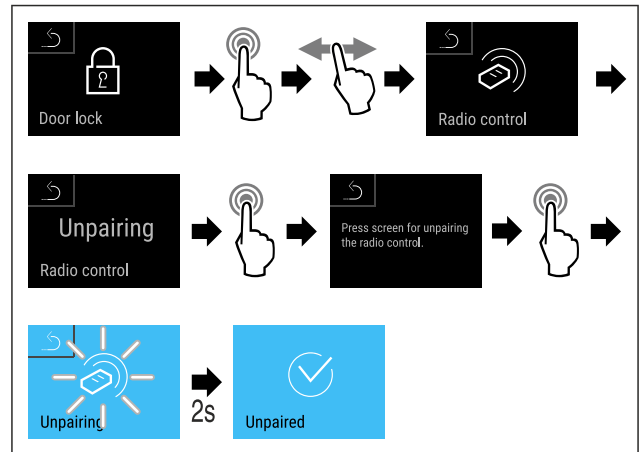 Door lock
Radio control
Unpairing
Radio control
Press screen for unpairing
the radio control.
Unpairing
2s
Unpaired